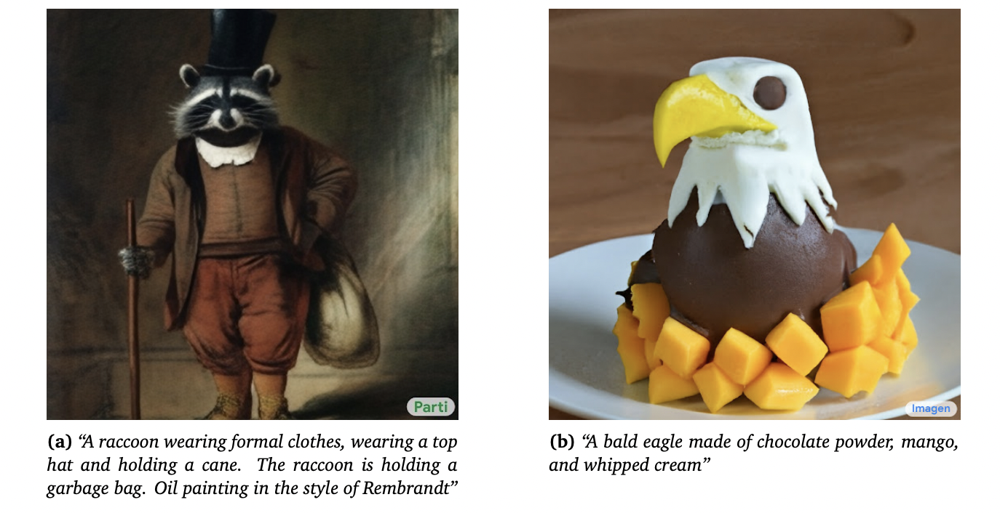 Parti
Imagen
(a) “A raccoon wearing formal clothes, wearing a top
hat and holding a cane. The raccoon is holding a
garbage bag. Oil painting in the style of Rembrandt”
(b) “A bald eagle made of chocolate powder, mango,
and whipped cream”